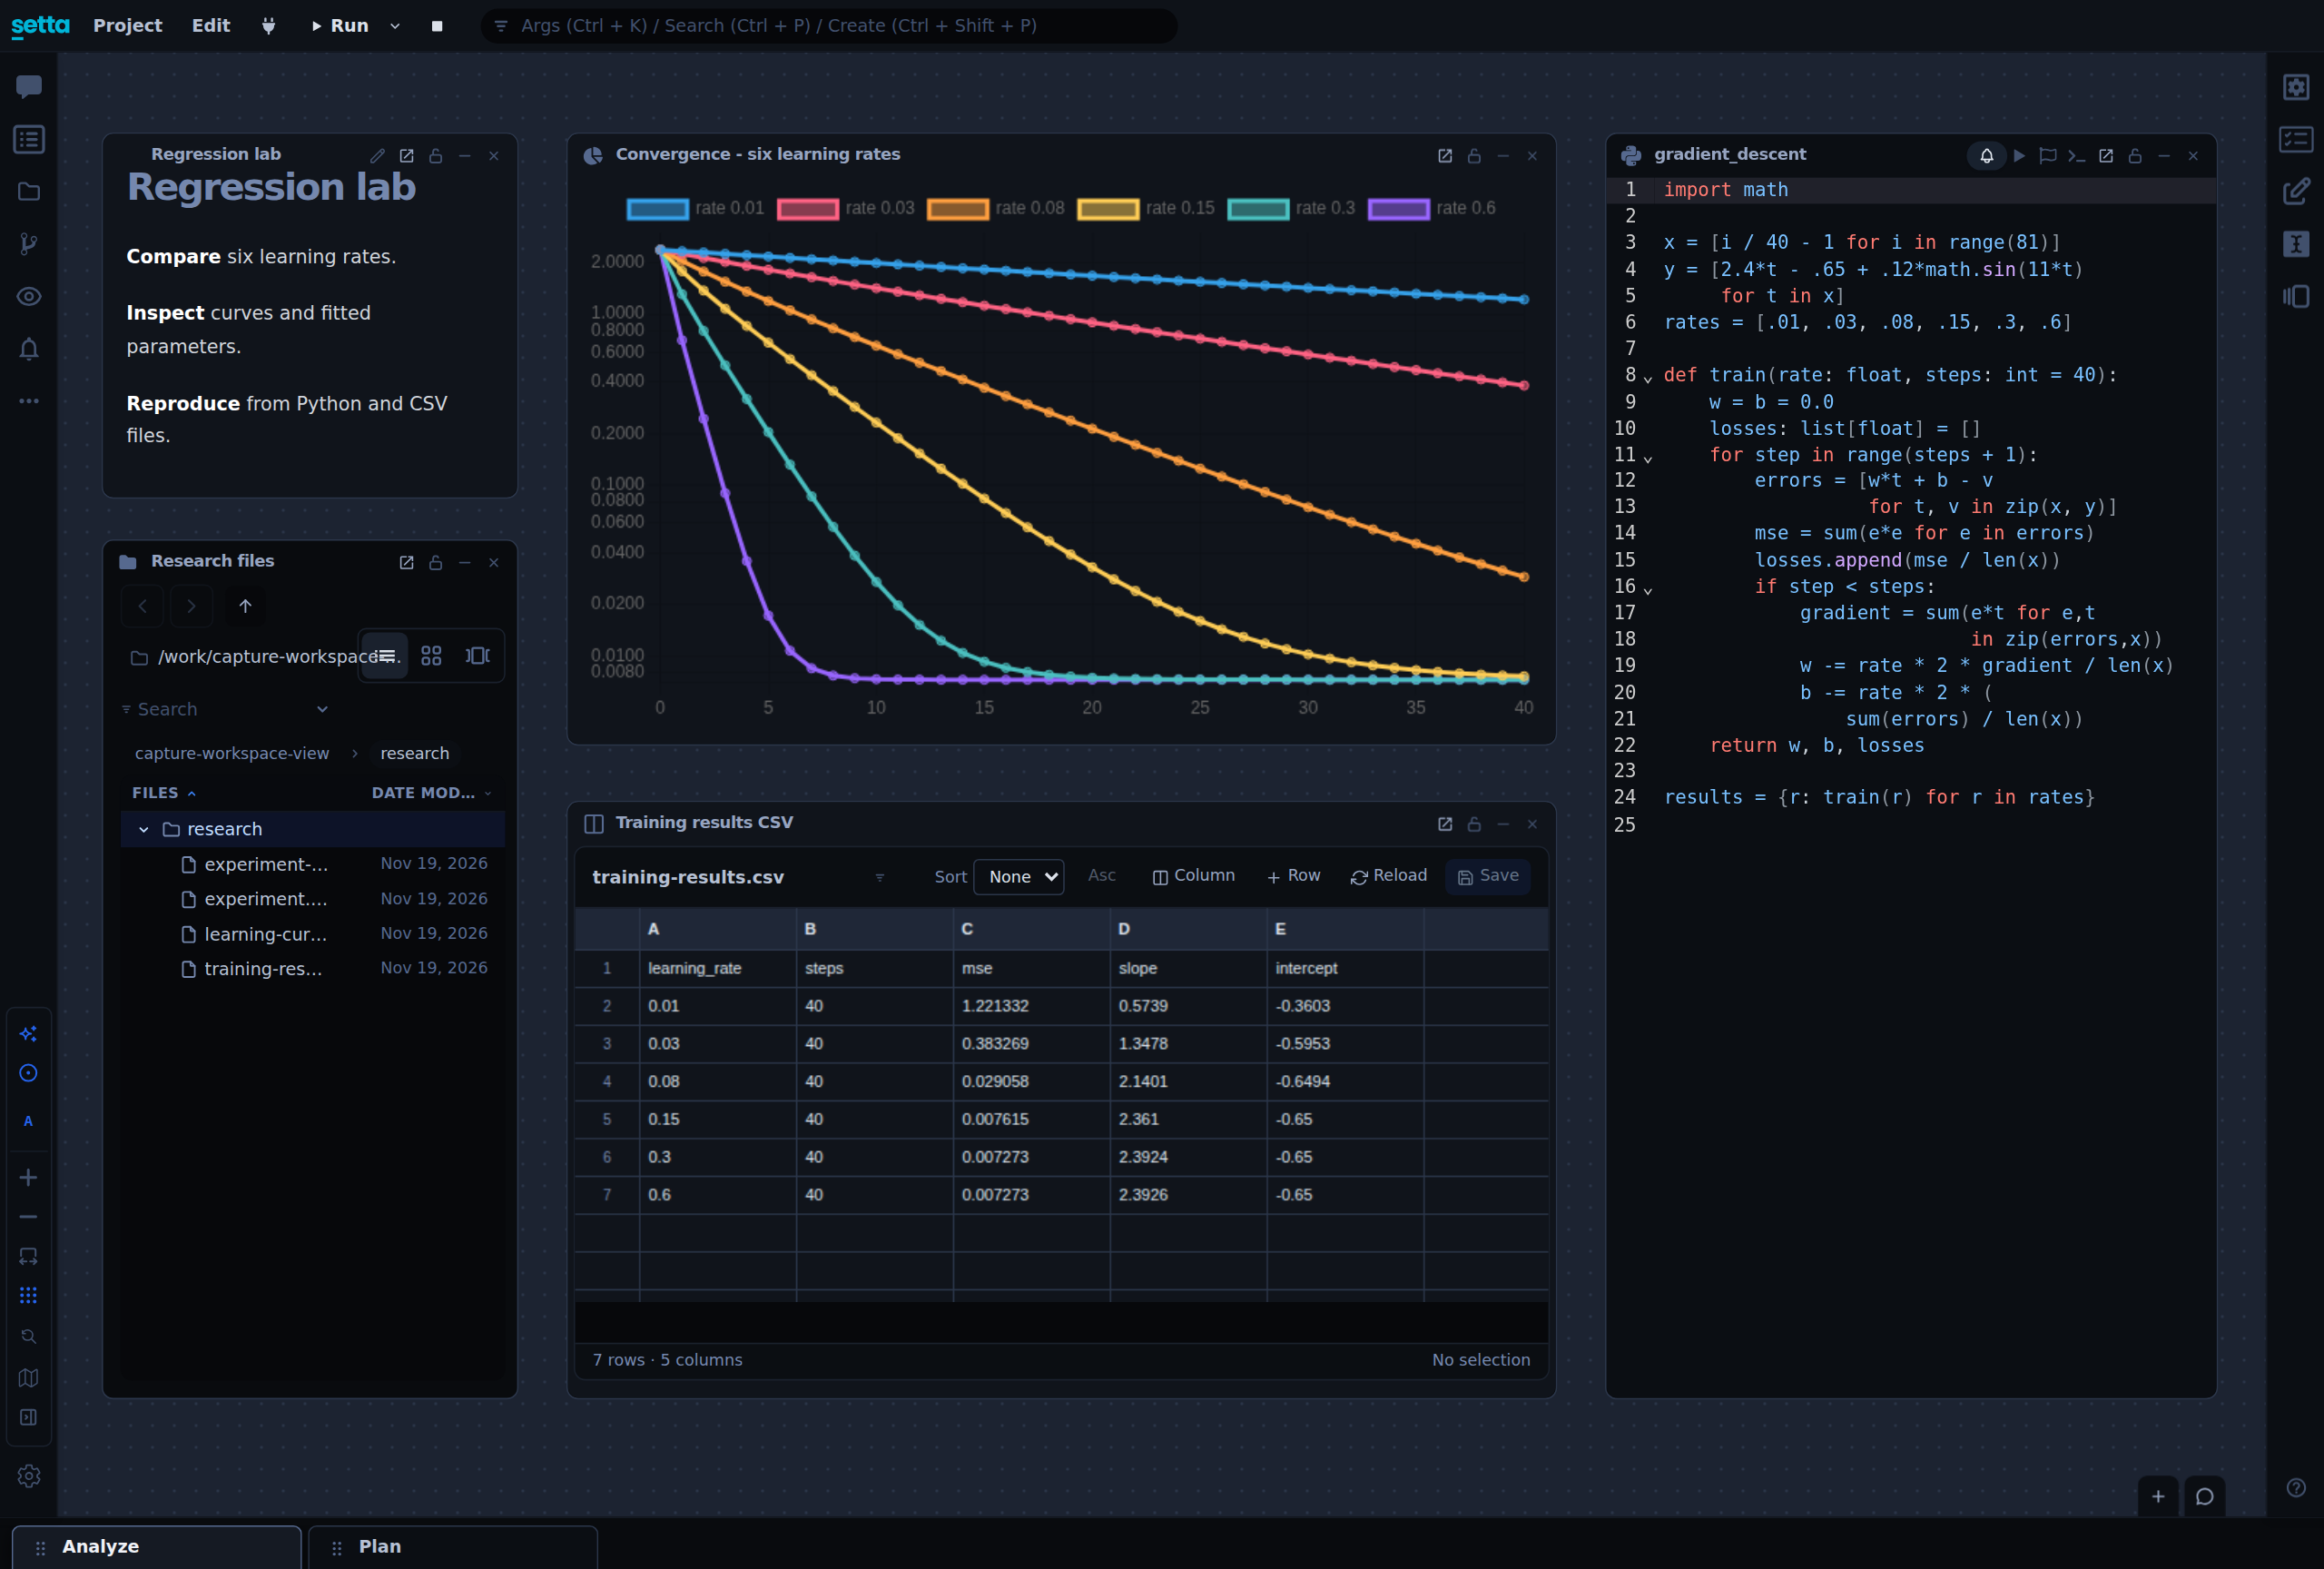 setta Project Edit Run Args (Ctrl + K) / Search (Ctrl + P) / Create (Ctrl + Shift + P)
Regression lab
Regression lab
Compare six learning rates.
Inspect curves and fitted
parameters.
Reproduce from Python and CSV
files.
Research files
/work/capture-workspace-...
Search
capture-workspace-view > research
FILES DATE MOD...
research
experiment-... Nov 19, 2026
experiment.... Nov 19, 2026
learning-cur... Nov 19, 2026
training-res... Nov 19, 2026
Convergence - six learning rates
rate 0.01 rate 0.03 rate 0.08 rate 0.15 rate 0.3 rate 0.6
2.0000
1.0000
0.8000
0.6000
0.4000
0.2000
0.1000
0.0800
0.0600
0.0400
0.0200
0.0100
0.0080
0 5 10 15 20 25 30 35 40
Training results CSV
training-results.csv Sort None Asc Column Row Reload Save
A B C D E
1 learning_rate steps mse slope intercept
2 0.01 40 1.221332 0.5739 -0.3603
3 0.03 40 0.383269 1.3478 -0.5953
4 0.08 40 0.029058 2.1401 -0.6494
5 0.15 40 0.007615 2.361 -0.65
6 0.3 40 0.007273 2.3924 -0.65
7 0.6 40 0.007273 2.3926 -0.65
7 rows · 5 columns No selection
gradient_descent
1 import math
2
3 x = [i / 40 - 1 for i in range(81)]
4 y = [2.4*t - .65 + .12*math.sin(11*t)
5 for t in x]
6 rates = [.01, .03, .08, .15, .3, .6]
7
8 def train(rate: float, steps: int = 40):
9 w = b = 0.0
10 losses: list[float] = []
11 for step in range(steps + 1):
12 errors = [w*t + b - v
13 for t, v in zip(x, y)]
14 mse = sum(e*e for e in errors)
15 losses.append(mse / len(x))
16 if step < steps:
17 gradient = sum(e*t for e,t
18 in zip(errors,x))
19 w -= rate * 2 * gradient / len(x)
20 b -= rate * 2 * (
21 sum(errors) / len(x))
22 return w, b, losses
23
24 results = {r: train(r) for r in rates}
25
A
Analyze Plan